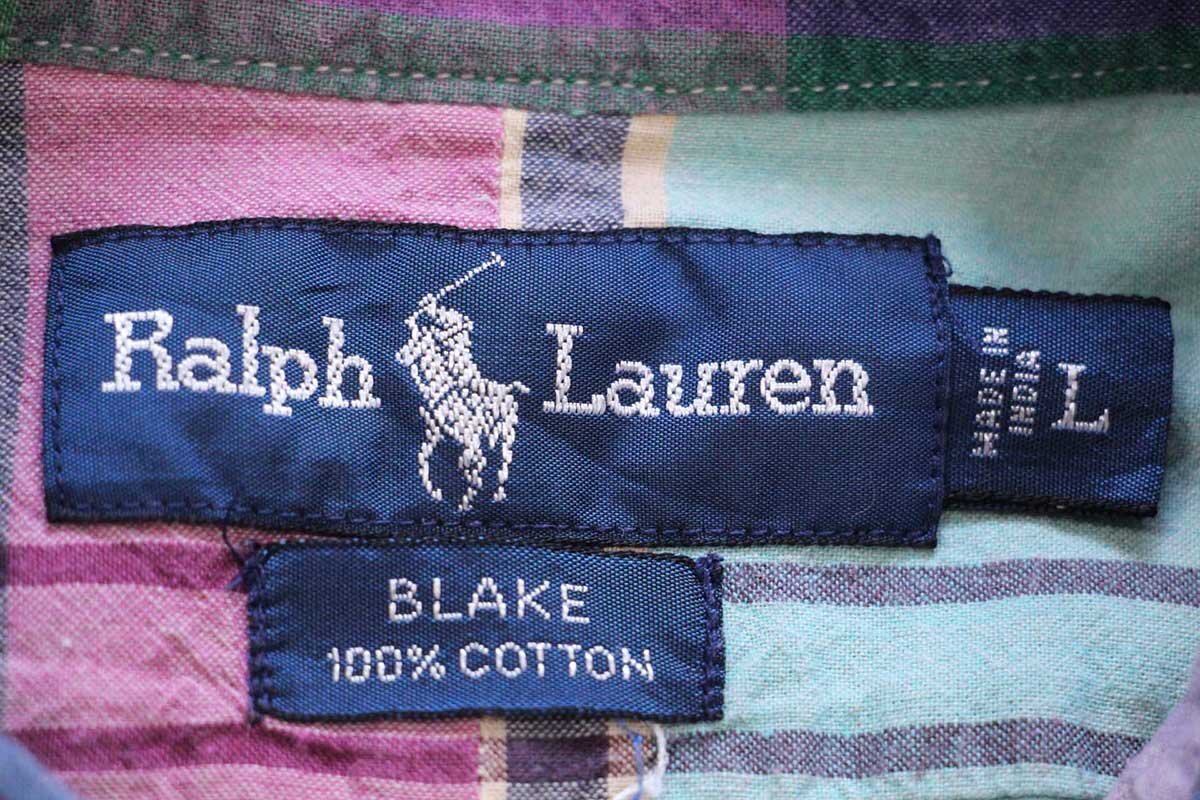 Ralph Lauren
MADE IN
INDIA
L
BLAKE
100% COTTON